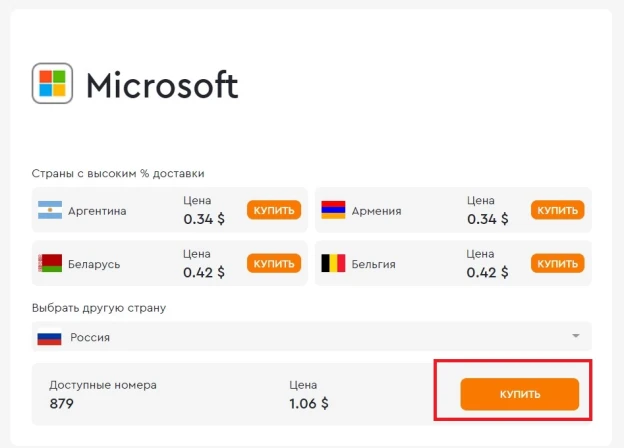 Microsoft
Страны с высоким % доставки
Аргентина
Цена
0.34 $
КУПИТЬ
Армения
Цена
0.34 $
КУПИТЬ
Беларусь
Цена
0.42 $
КУПИТЬ
Бельгия
Цена
0.42 $
КУПИТЬ
Выбрать другую страну
Россия
Доступные номера
879
Цена
1.06 $
КУПИТЬ